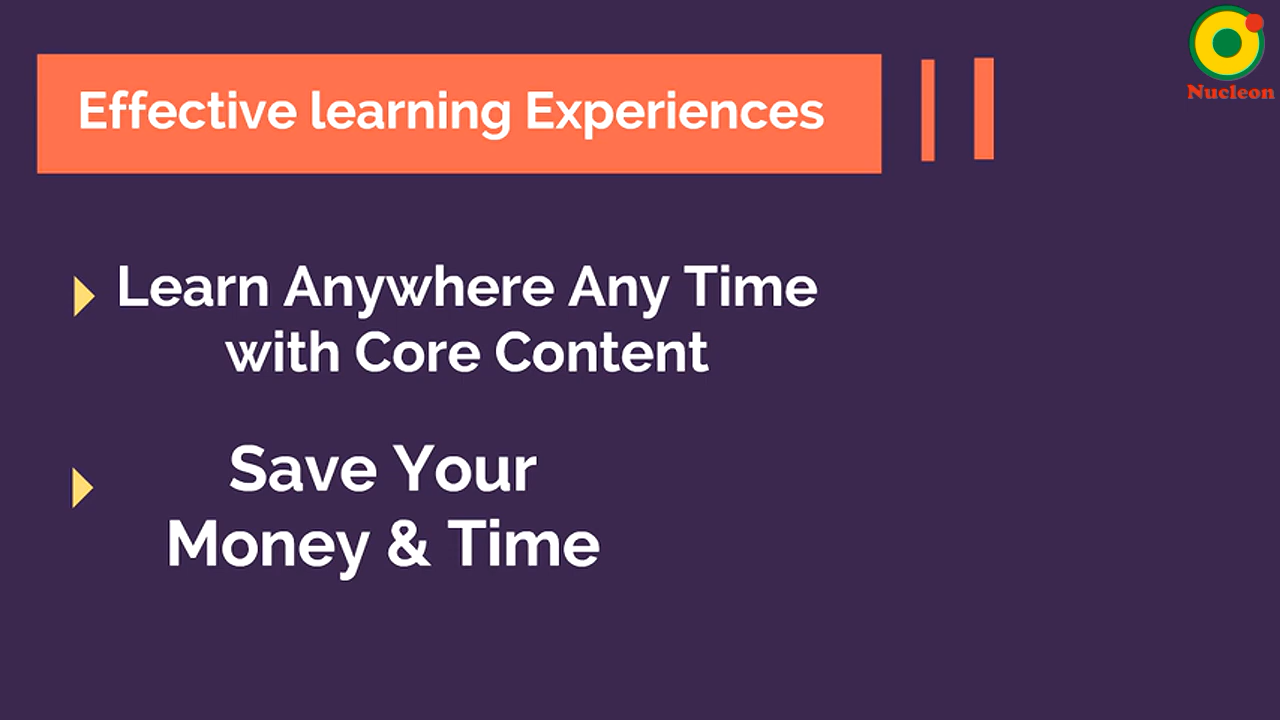 Nucleon
Effective learning Experiences
Learn Anywhere Any Time
with Core Content
Save Your
Money & Time